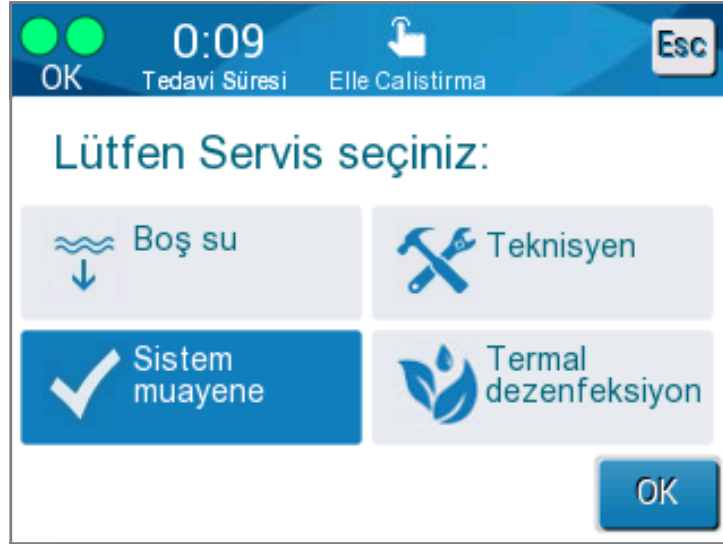 0:09
Esc
OK
Tedavi Süresi
Elle Calistirma
Lütfen Servis seçiniz:
Boş su
Teknisyen
Sistem
muayene
Termal
dezenfeksiyon
OK